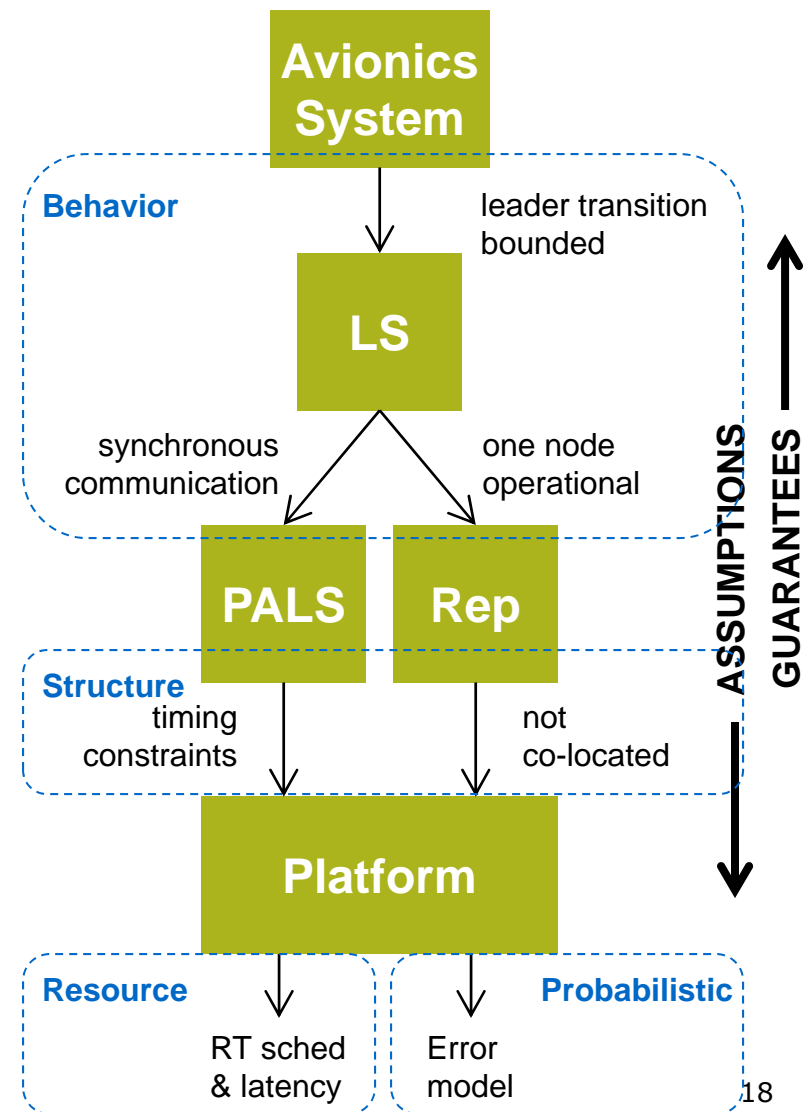 Avionics
System
Behavior
leader transition
bounded
LS
synchronous
communication
one node
operational
ASSUMPTIONS
GUARANTEES
PALS
Rep
Structure
timing
constraints
not
co-located
Platform
Resource
Probabilistic
RT sched
& latency
Error
model
18